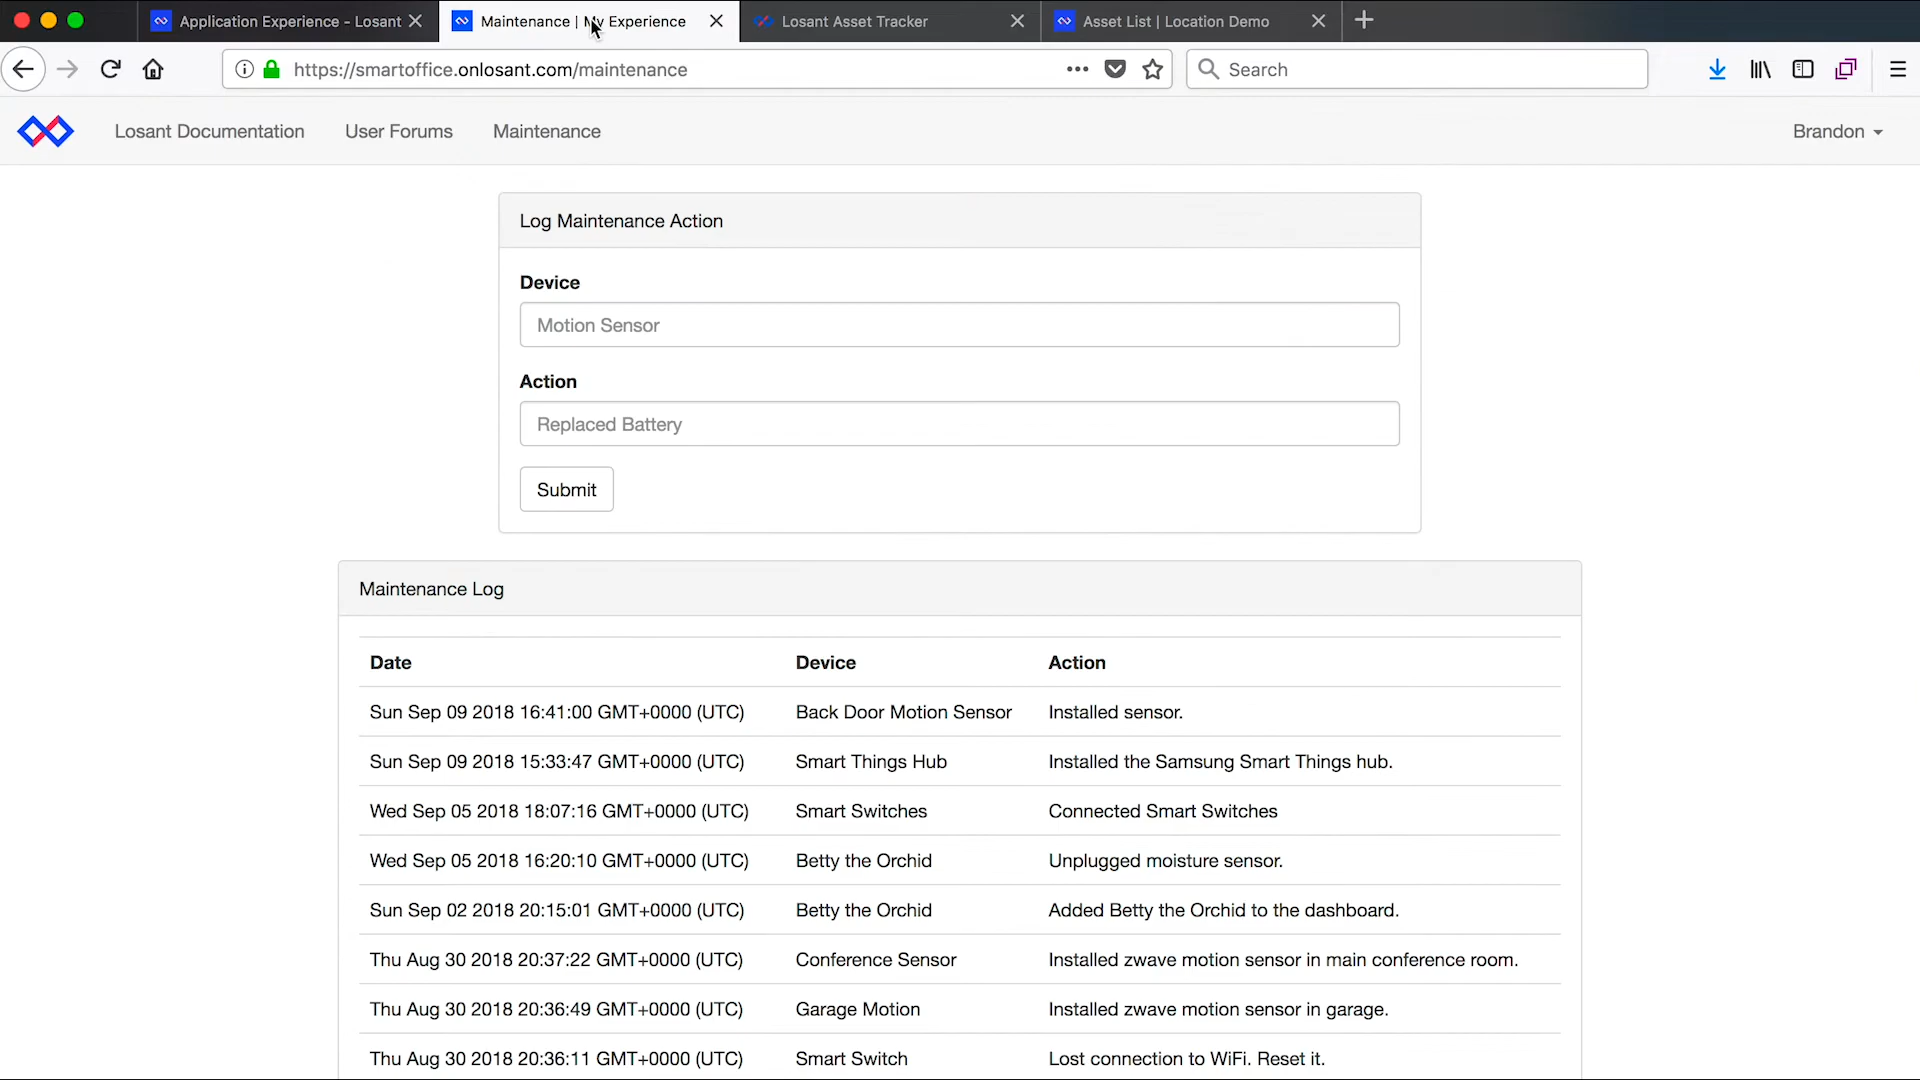 Application Experience - Losant
Maintenance | My Experience
Losant Asset Tracker
Asset List | Location Demo
https://smartoffice.onlosant.com/maintenance
Search
Losant Documentation
User Forums
Maintenance
Brandon
Log Maintenance Action
Device
Motion Sensor
Action
Replaced Battery
Submit
Maintenance Log
Date Device Action
Sun Sep 09 2018 16:41:00 GMT+0000 (UTC) Back Door Motion Sensor Installed sensor.
Sun Sep 09 2018 15:33:47 GMT+0000 (UTC) Smart Things Hub Installed the Samsung Smart Things hub.
Wed Sep 05 2018 18:07:16 GMT+0000 (UTC) Smart Switches Connected Smart Switches
Wed Sep 05 2018 16:20:10 GMT+0000 (UTC) Betty the Orchid Unplugged moisture sensor.
Sun Sep 02 2018 20:15:01 GMT+0000 (UTC) Betty the Orchid Added Betty the Orchid to the dashboard.
Thu Aug 30 2018 20:37:22 GMT+0000 (UTC) Conference Sensor Installed zwave motion sensor in main conference room.
Thu Aug 30 2018 20:36:49 GMT+0000 (UTC) Garage Motion Installed zwave motion sensor in garage.
Thu Aug 30 2018 20:36:11 GMT+0000 (UTC) Smart Switch Lost connection to WiFi. Reset it.